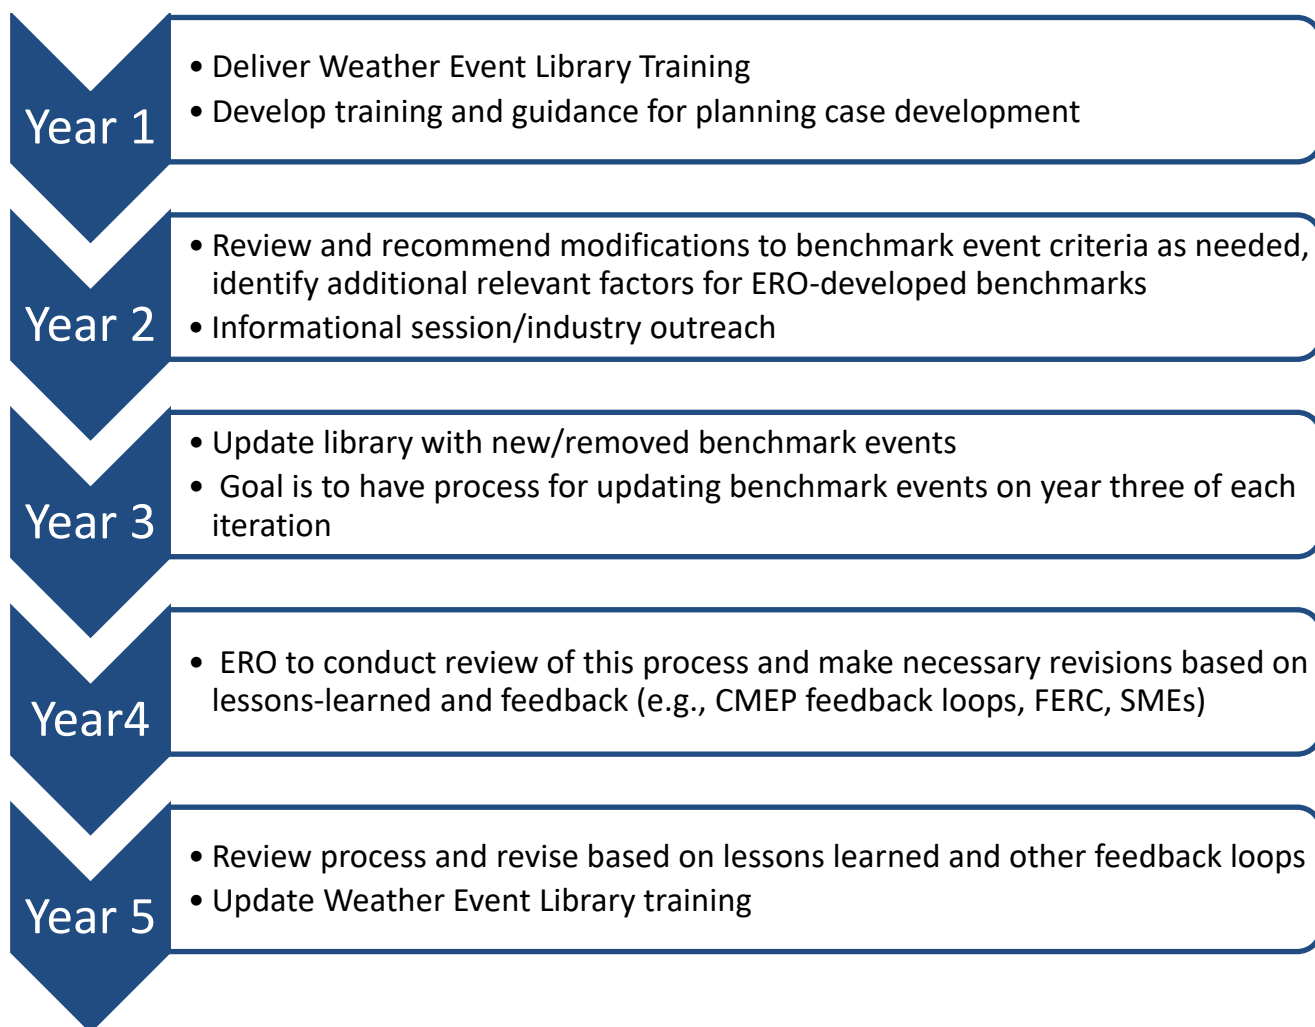 Year 1
• Deliver Weather Event Library Training
• Develop training and guidance for planning case development
Year 2
• Review and recommend modifications to benchmark event criteria as needed,
identify additional relevant factors for ERO-developed benchmarks
• Informational session/industry outreach
Year 3
• Update library with new/removed benchmark events
• Goal is to have process for updating benchmark events on year three of each
iteration
Year4
• ERO to conduct review of this process and make necessary revisions based on
lessons-learned and feedback (e.g., CMEP feedback loops, FERC, SMEs)
Year 5
• Review process and revise based on lessons learned and other feedback loops
• Update Weather Event Library training